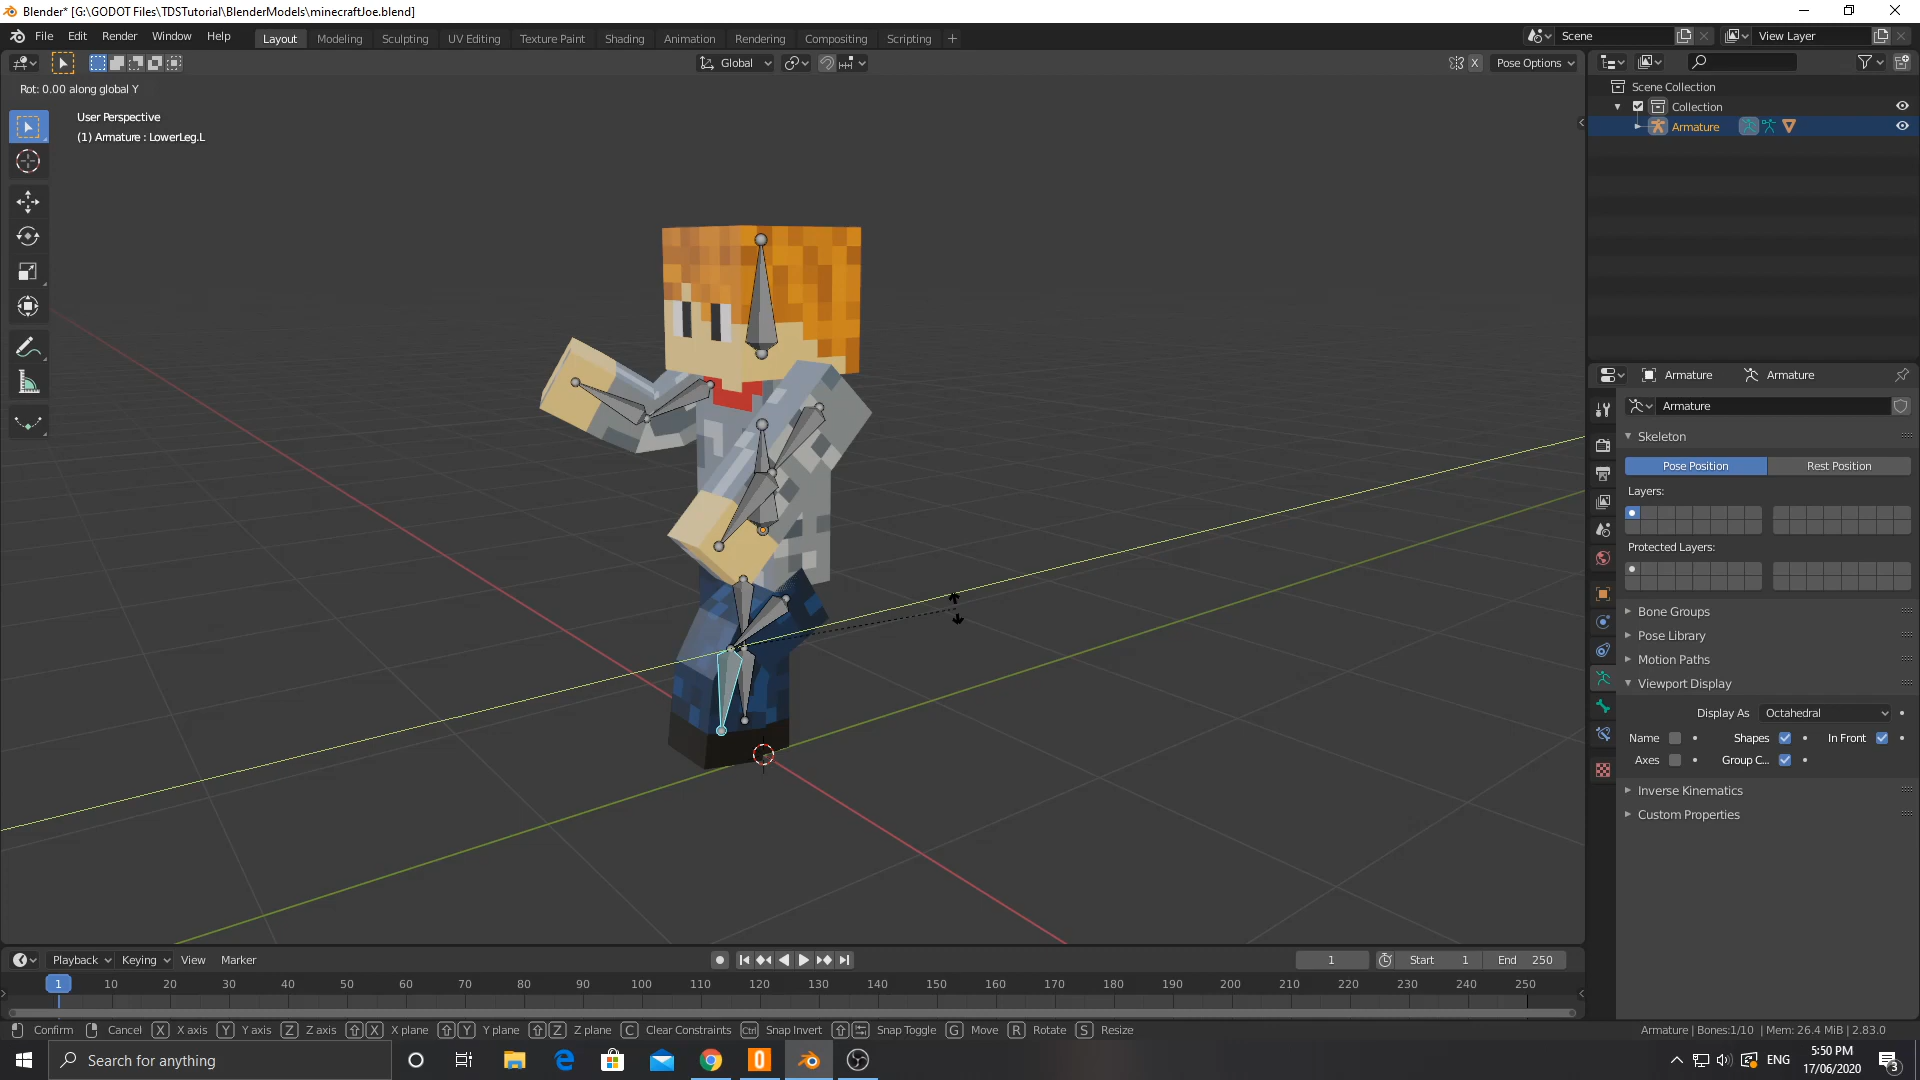 Blender* [G:\GODOT Files\TDSTutorial\BlenderModels\minecraftJoe.blend]
File Edit Render Window Help Layout Modeling Sculpting UV Editing Texture Paint Shading Animation Rendering Compositing Scripting + Scene View Layer
Global X Pose Options
Rot: 0.00 along global Y
User Perspective
(1) Armature : LowerLeg.L
Scene Collection
Collection
Armature
Armature Armature
Armature
Skeleton
Pose Position Rest Position
Layers:
Protected Layers:
Bone Groups
Pose Library
Motion Paths
Viewport Display
Display As Octahedral
Name Shapes In Front
Axes Group C...
Inverse Kinematics
Custom Properties
Playback Keying View Marker 1 Start 1 End 250
1 10 20 30 40 50 60 70 80 90 100 110 120 130 140 150 160 170 180 190 200 210 220 230 240 250
Confirm Cancel X X axis Y Y axis Z Z axis X X plane Y Y plane Z Z plane C Clear Constraints Ctrl Snap Invert Snap Toggle G Move R Rotate S Resize Armature | Bones:1/10 | Mem: 26.4 MiB | 2.83.0
Search for anything ENG 5:50 PM
17/06/2020 3